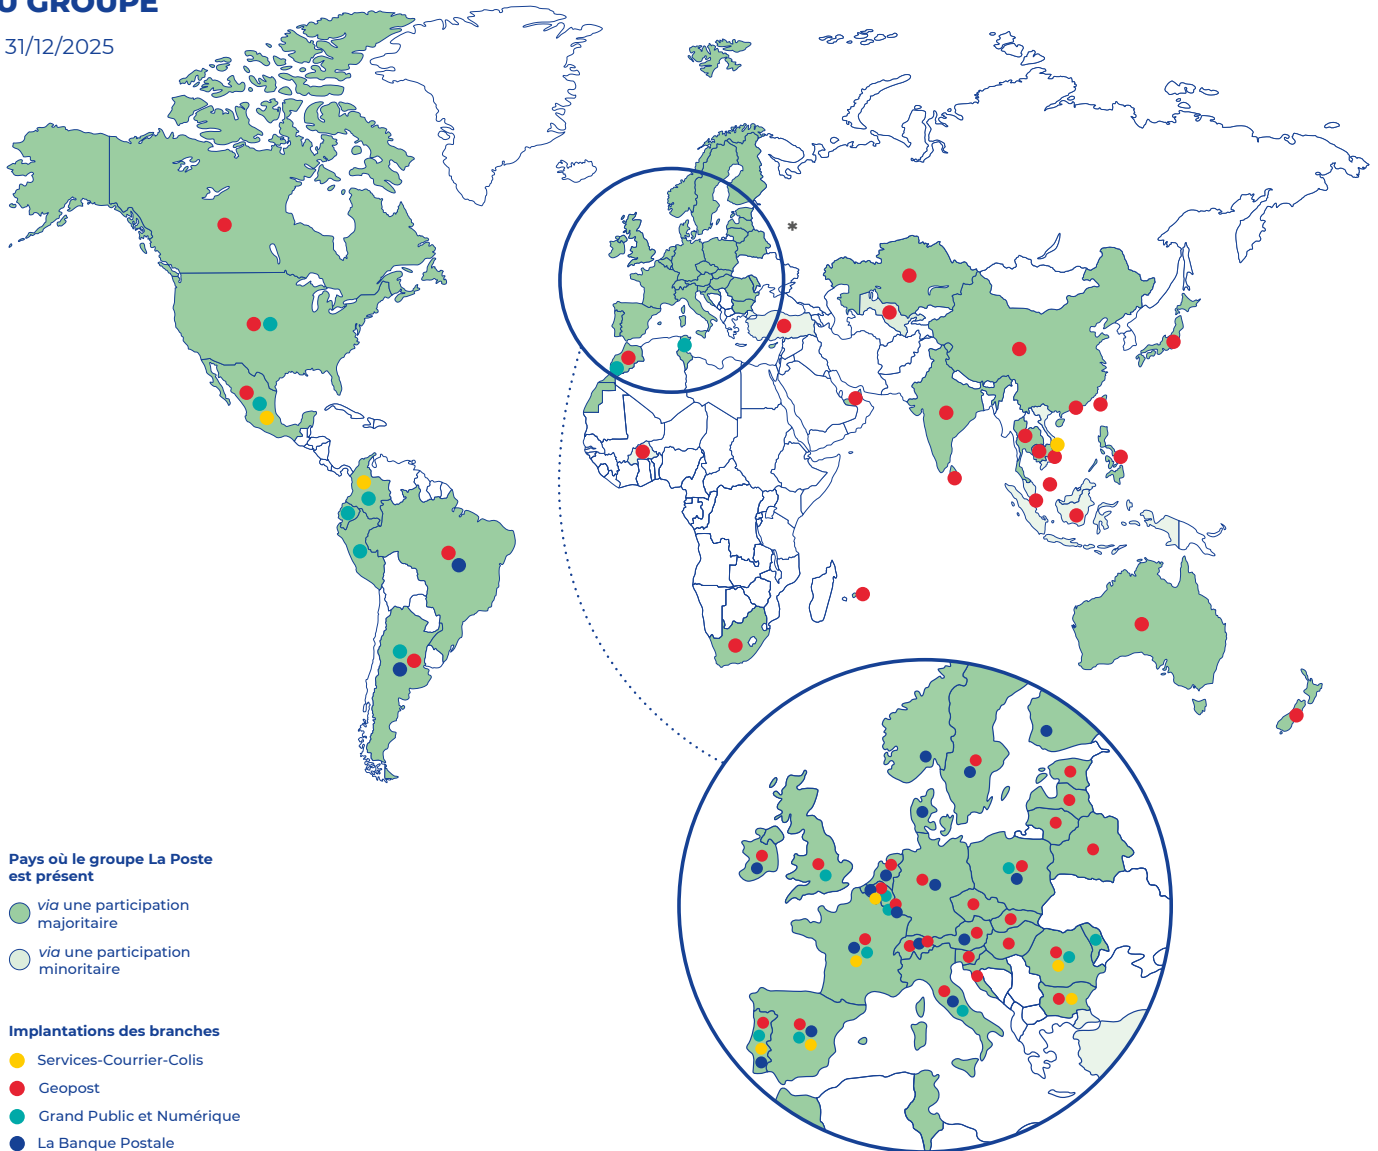 U GROUPE
31/12/2025
*
Pays où le groupe La Poste
est présent
via une participation
majoritaire
via une participation
minoritaire
Implantations des branches
Services-Courrier-Colis
Geopost
Grand Public et Numérique
La Banque Postale